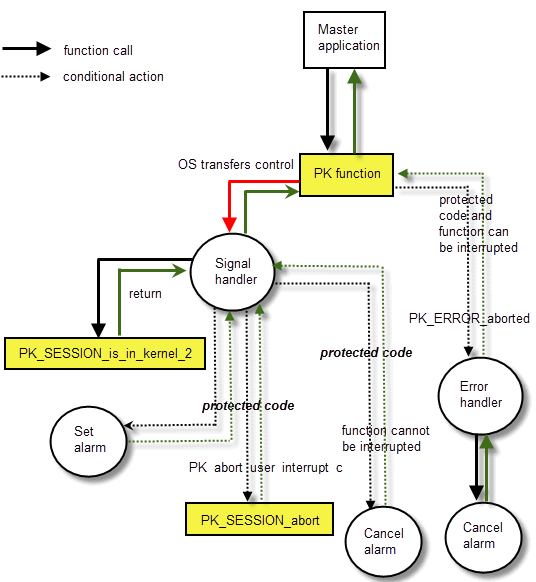 Master
application
function call
conditional action
OS transfers control
PK function
protected
code and
function can
be interrupted
Signal
handler
return
PK_ERROR_aborted
PK_SESSION_is_in_kernel_2
protected code
Error
handler
protected code
Set
alarm
function cannot
be interrupted
PK_abort_user_interrupt_c
PK_SESSION_abort
Cancel
alarm
Cancel
alarm